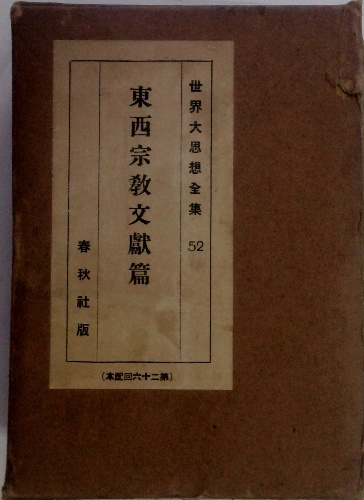 世界大思想全集 52
東西宗教文獻篇
春秋社版
(第二十六回配本)